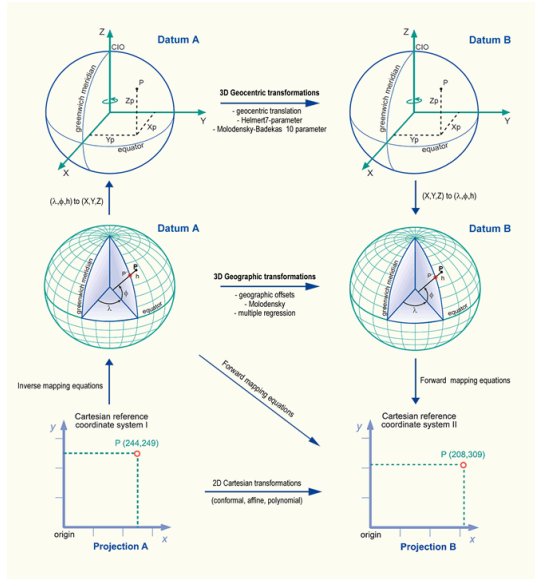 Datum A
Z
CIO
greenwich meridian
P
Zp
Yp
Xp
Y
X
equator
3D Geocentric transformations
- geocentric translation
- Helmert7-parameter
- Molodensky-Badekas 10 parameter
Datum B
Z
CIO
greenwich meridian
P
Zp
Yp
Xp
Y
X
equator
(λ,ϕ,h) to (X,Y,Z)
(X,Y,Z) to (λ,ϕ,h)
Datum A
greenwich meridian
P
P
h
ϕ
λ
equator
3D Geographic transformations
- geographic offsets
- Molodensky
- multiple regression
Datum B
greenwich meridian
P
P
h
ϕ
λ
equator
Inverse mapping equations
Forward mapping equations
Forward mapping equations
Cartesian reference
coordinate system I
y
P (244,249)
origin
x
Projection A
2D Cartesian transformations
(conformal, affine, polynomial)
Cartesian reference
coordinate system II
y
P (208,309)
origin
x
Projection B